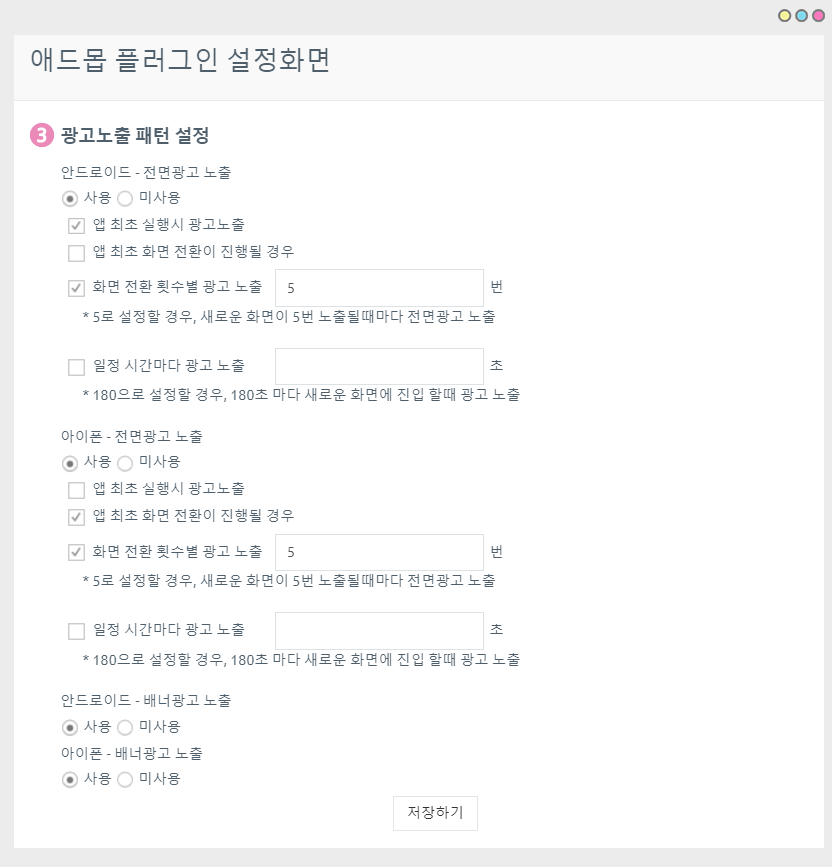 애드몹 플러그인 설정화면
3 광고노출 패턴 설정
안드로이드 - 전면광고 노출
사용 미사용
앱 최초 실행시 광고노출
앱 최초 화면 전환이 진행될 경우
화면 전환 횟수별 광고 노출 5 번
* 5로 설정할 경우, 새로운 화면이 5번 노출될때마다 전면광고 노출
일정 시간마다 광고 노출 초
* 180으로 설정할 경우, 180초 마다 새로운 화면에 진입 할때 광고 노출
아이폰 - 전면광고 노출
사용 미사용
앱 최초 실행시 광고노출
앱 최초 화면 전환이 진행될 경우
화면 전환 횟수별 광고 노출 5 번
* 5로 설정할 경우, 새로운 화면이 5번 노출될때마다 전면광고 노출
일정 시간마다 광고 노출 초
* 180으로 설정할 경우, 180초 마다 새로운 화면에 진입 할때 광고 노출
안드로이드 - 배너광고 노출
사용 미사용
아이폰 - 배너광고 노출
사용 미사용
저장하기